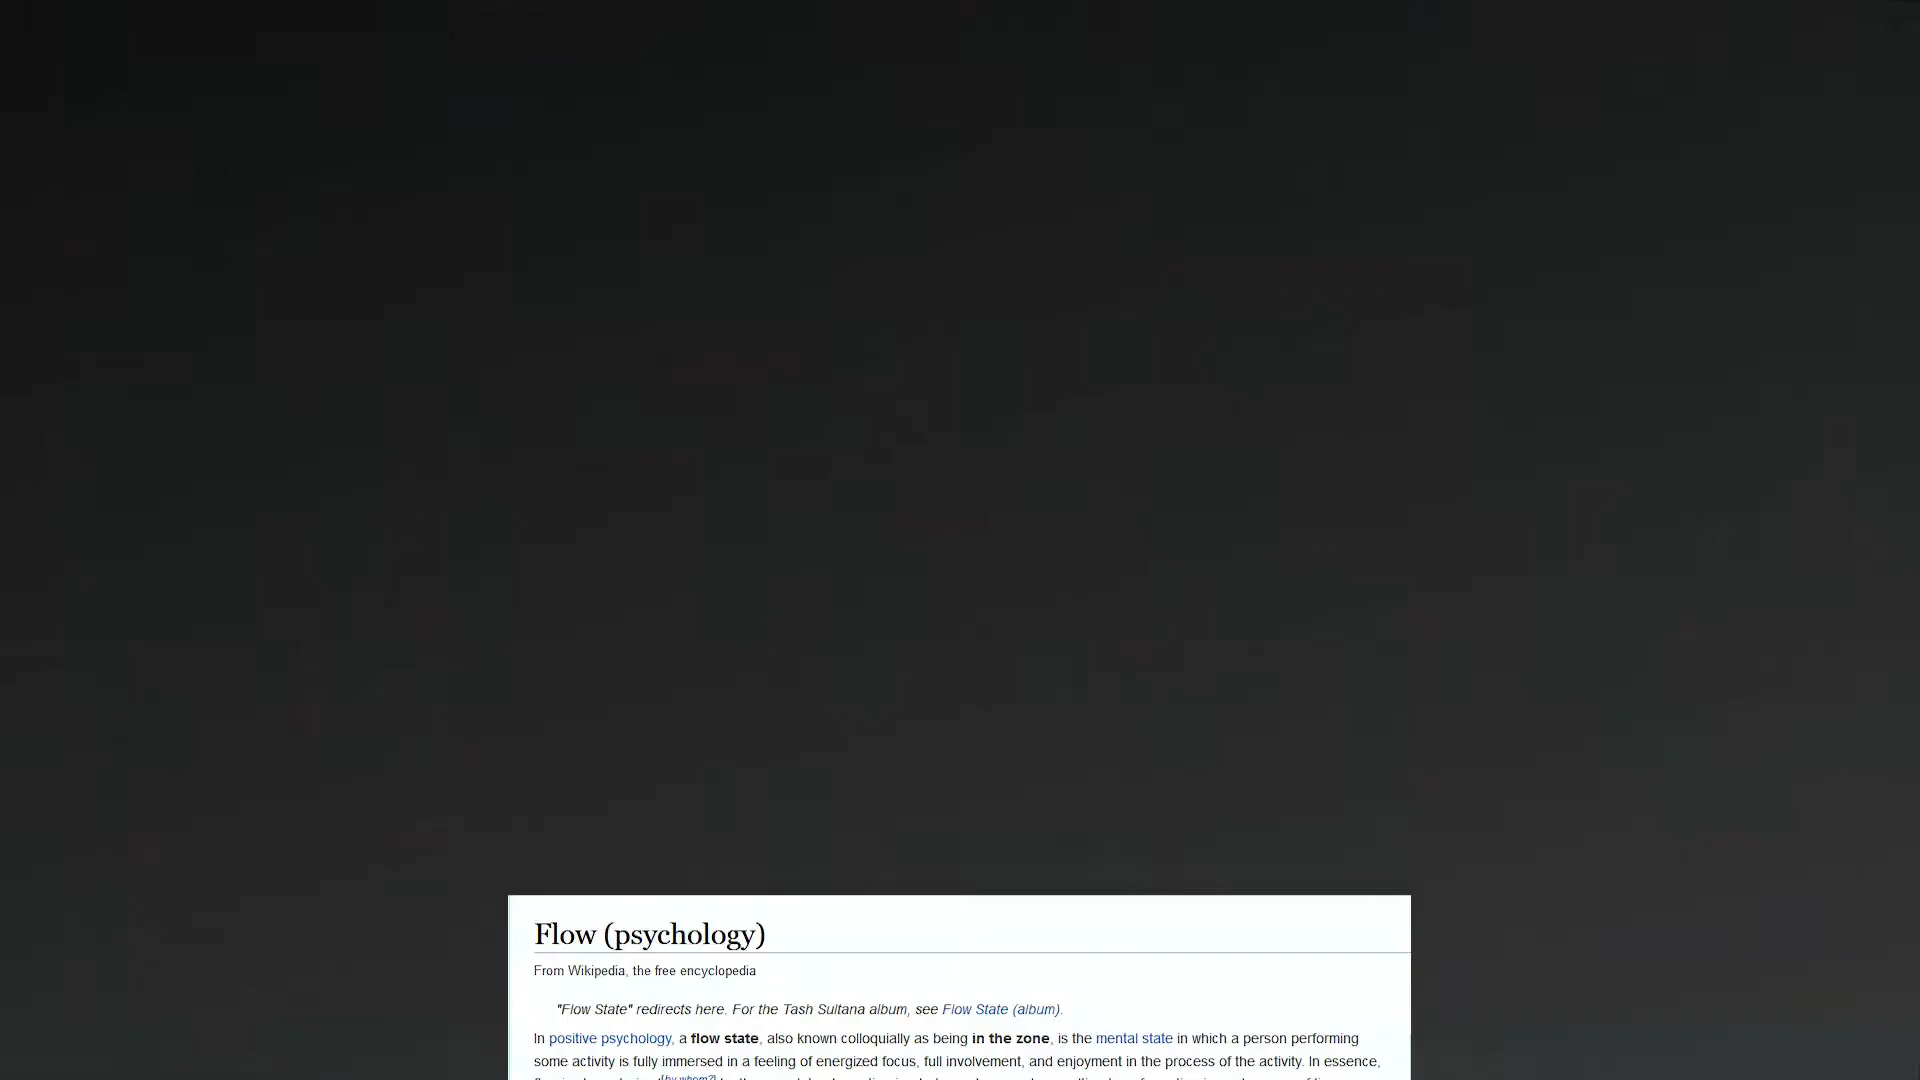 Flow (psychology)
From Wikipedia, the free encyclopedia
"Flow State" redirects here. For the Tash Sultana album, see Flow State (album).
In positive psychology, a flow state, also known colloquially as being in the zone, is the mental state in which a person performing
some activity is fully immersed in a feeling of energized focus, full involvement, and enjoyment in the process of the activity. In essence,
[by whom?]